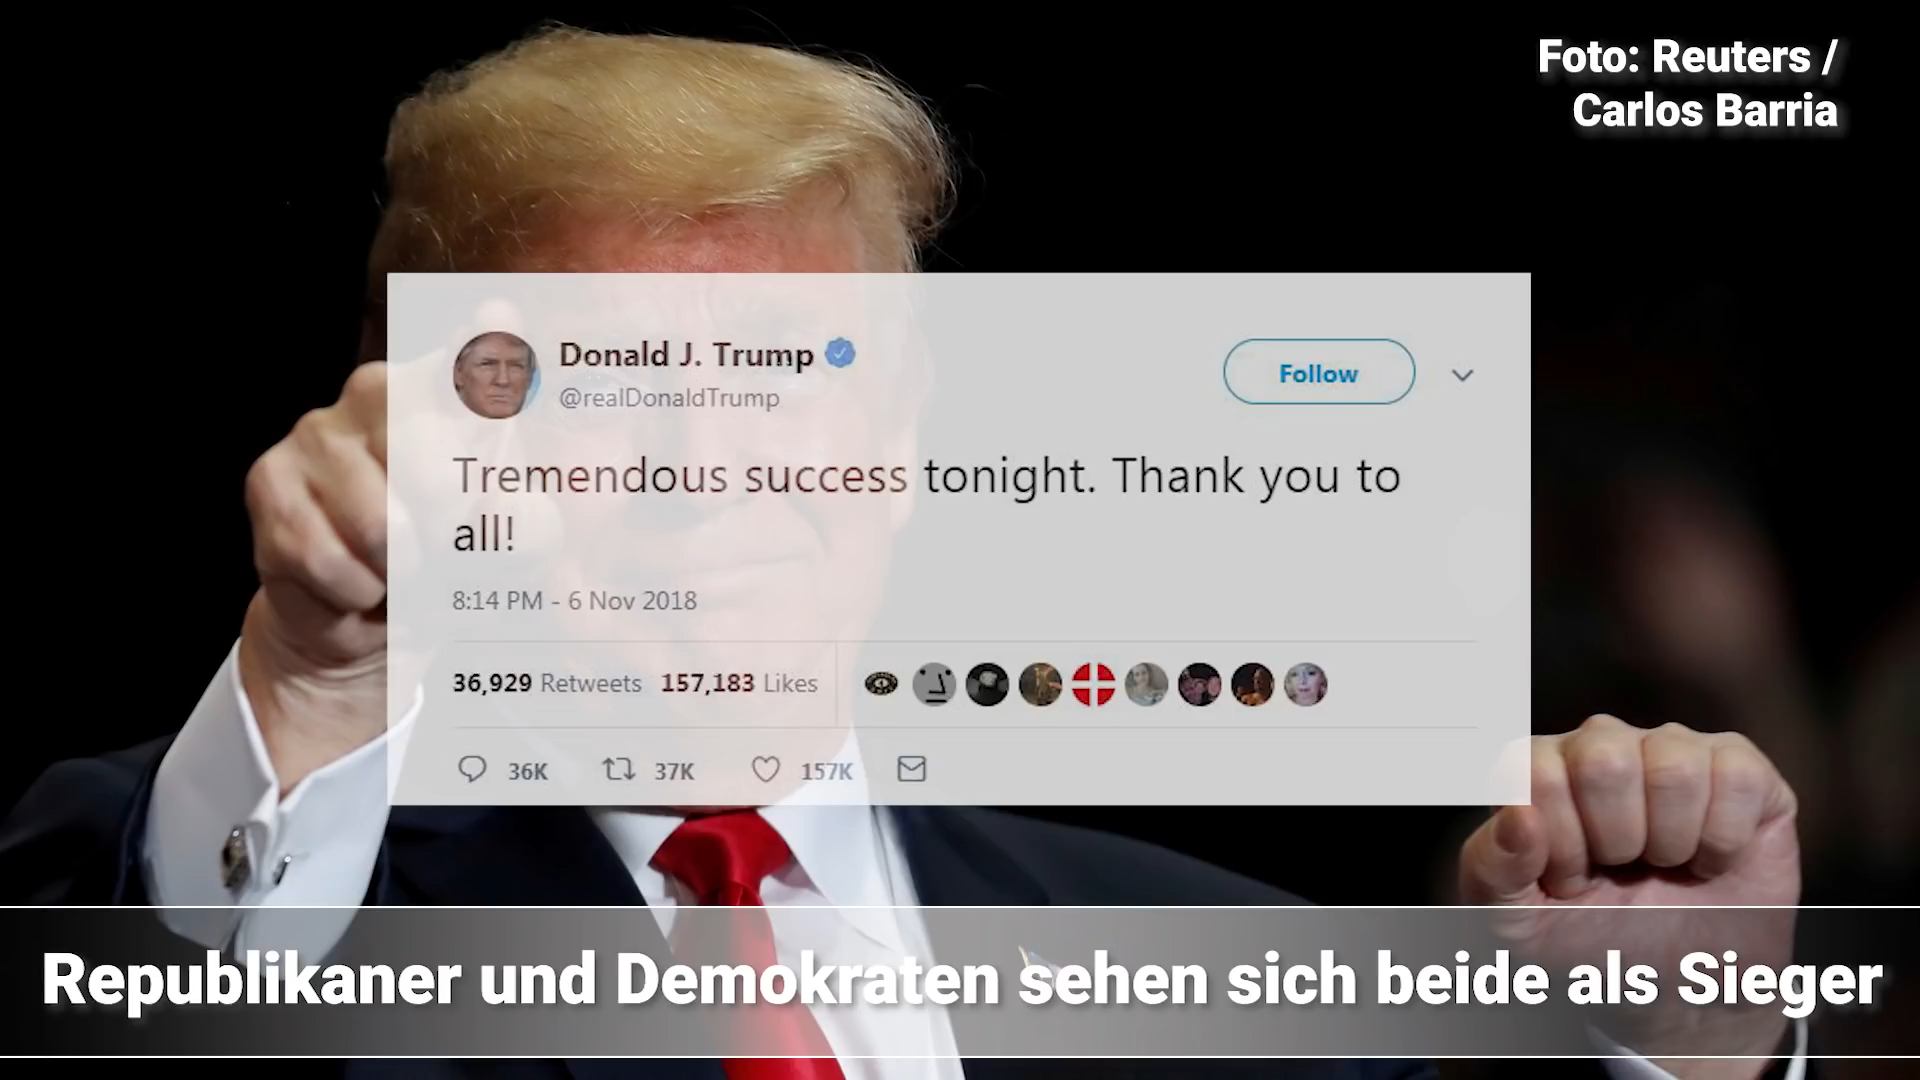 Foto: Reuters /
Carlos Barria
Donald J. Trump
@realDonaldTrump
Follow
Tremendous success tonight. Thank you to
all!
8:14 PM - 6 Nov 2018
36,929 Retweets 157,183 Likes
36K 37K 157K
Republikaner und Demokraten sehen sich beide als Sieger